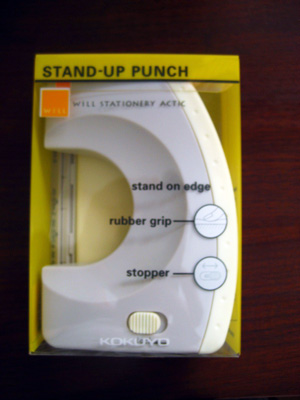 STAND-UP PUNCH
WILL
WILL STATIONERY ACTIC
stand on edge
rubber grip
stopper
KOKUYO